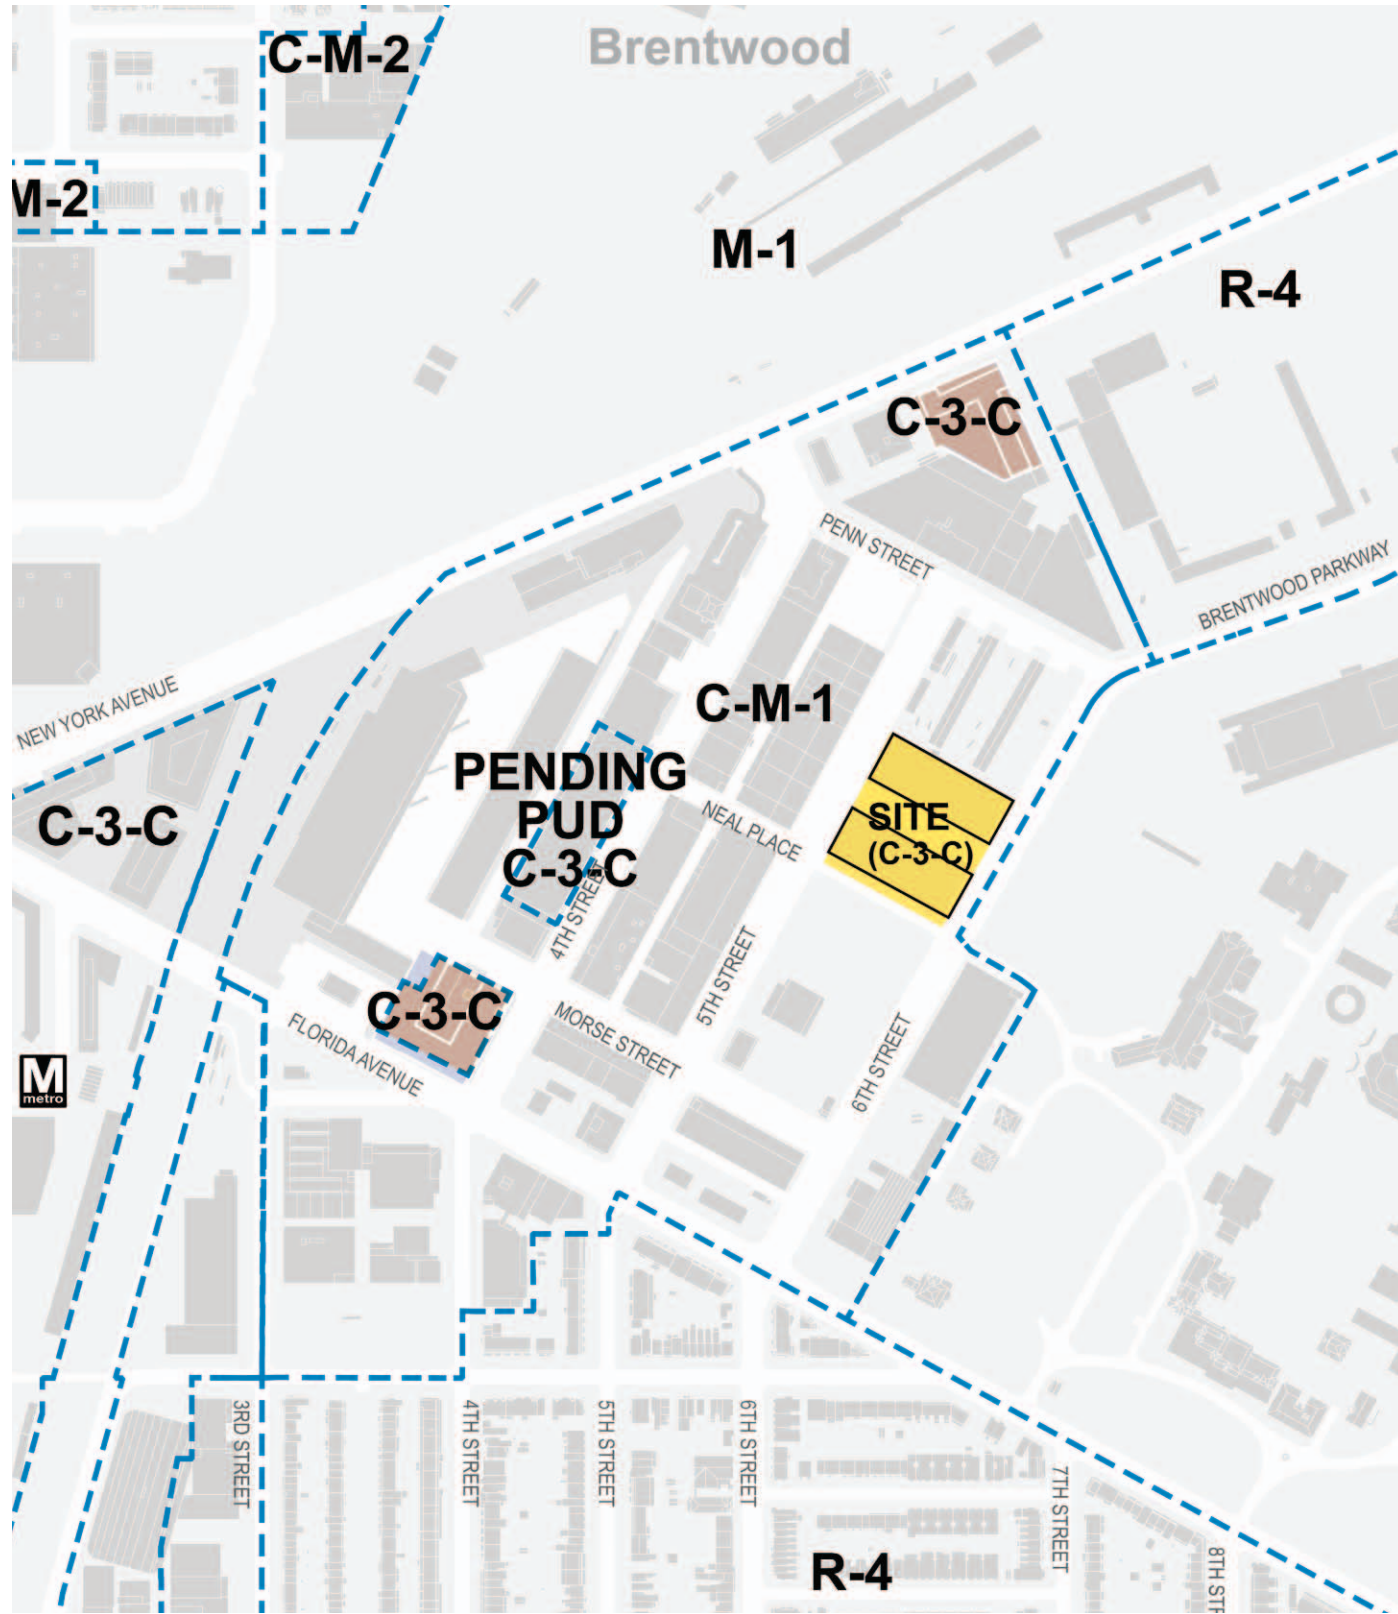 Brentwood
C-M-2
M-2
M-1
R-4
C-3-C
PENN STREET
BRENTWOOD PARKWAY
NEW YORK AVENUE
C-M-1
PENDING
PUD
C-3-C
NEAL PLACE
SITE
(C-3-C)
C-3-C
4TH STREET
5TH STREET
C-3-C
MORSE STREET
FLORIDA AVENUE
6TH STREET
M
metro
3RD STREET
4TH STREET
5TH STREET
6TH STREET
7TH STREET
8TH STR
R-4